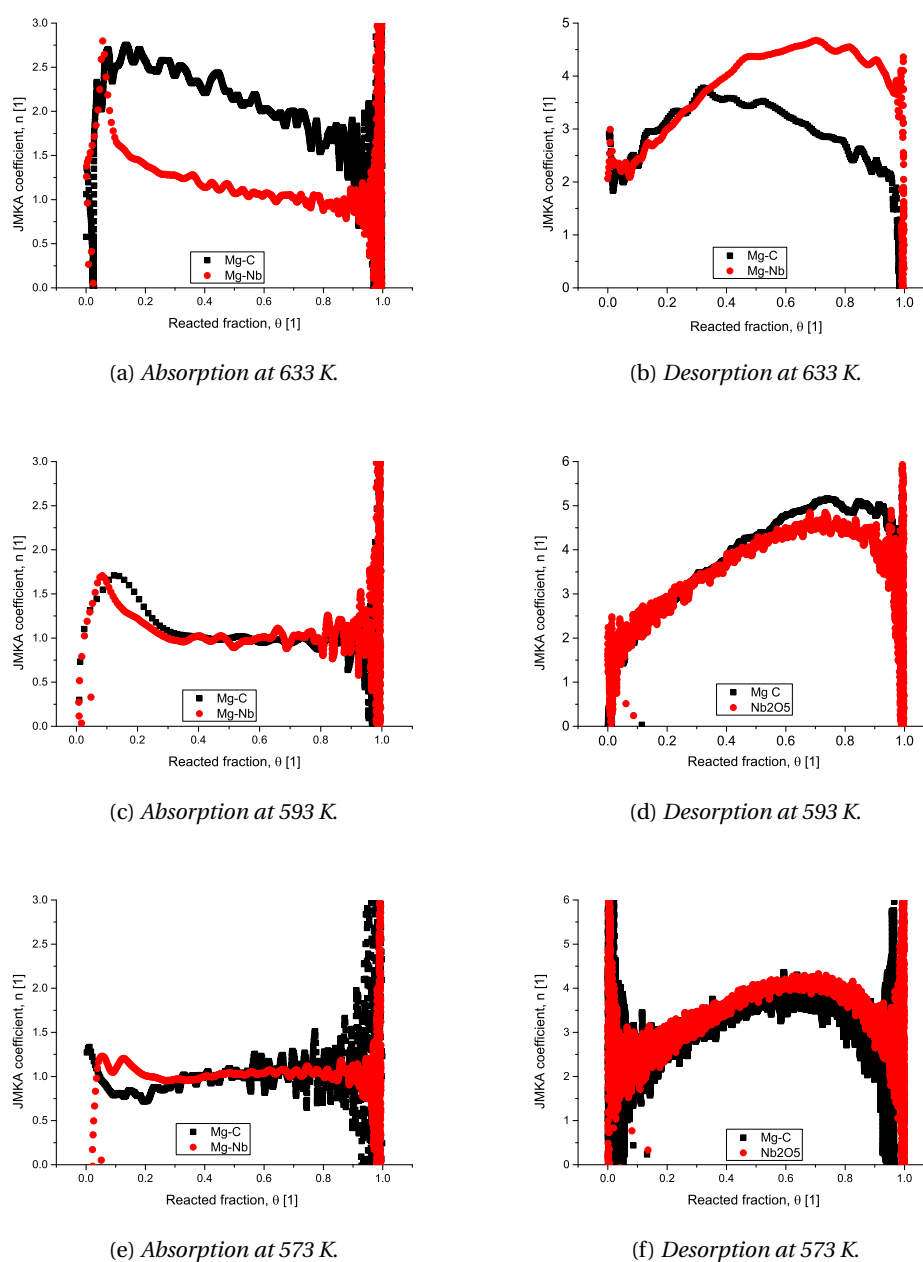 3.0
2.5
2.0
1.5
1.0
0.5
0.0
JMKA coefficient, n [1]
Mg-C
Mg-Nb
0.0 0.2 0.4 0.6 0.8 1.0
Reacted fraction, θ [1]
(a) Absorption at 633 K.
5
4
3
2
1
0
JMKA coefficient, n [1]
Mg-C
Mg-Nb
0.0 0.2 0.4 0.6 0.8 1.0
Reacted fraction, θ [1]
(b) Desorption at 633 K.
3.0
2.5
2.0
1.5
1.0
0.5
0.0
JMKA coefficient, n [1]
Mg-C
Mg-Nb
0.0 0.2 0.4 0.6 0.8 1.0
Reacted fraction, θ [1]
(c) Absorption at 593 K.
6
5
4
3
2
1
0
JMKA coefficient, n [1]
Mg C
Nb2O5
0.0 0.2 0.4 0.6 0.8 1.0
Reacted fraction, θ [1]
(d) Desorption at 593 K.
3.0
2.5
2.0
1.5
1.0
0.5
0.0
JMKA coefficient, n [1]
Mg-C
Mg-Nb
0.0 0.2 0.4 0.6 0.8 1.0
Reacted fraction, θ [1]
(e) Absorption at 573 K.
6
5
4
3
2
1
0
JMKA coefficient, n [1]
Mg-C
Nb2O5
0.0 0.2 0.4 0.6 0.8 1.0
Reacted fraction, θ [1]
(f) Desorption at 573 K.